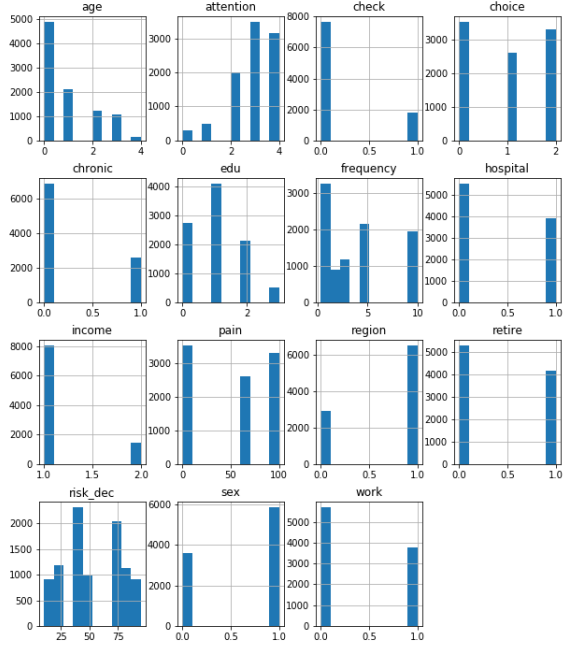 age attention check choice
5000 4000 3000 2000 1000 0
0 2 4
3000 2000 1000 0
0 1 2 3 4
8000 6000 4000 2000 0
0.0 0.5 1.0
3000 2000 1000 0
0 1 2
chronic edu frequency hospital
6000 4000 2000 0
0.0 0.5 1.0
4000 3000 2000 1000 0
0 2
3000 2000 1000 0
0 5 10
5000 4000 3000 2000 1000 0
0.0 0.5 1.0
income pain region retire
8000 6000 4000 2000 0
1.0 1.5 2.0
3000 2000 1000 0
0 50 100
6000 4000 2000 0
0.0 0.5 1.0
5000 4000 3000 2000 1000 0
0.0 0.5 1.0
risk_dec sex work
2000 1500 1000 500 0
25 50 75
6000 4000 2000 0
0.0 0.5 1.0
5000 4000 3000 2000 1000 0
0.0 0.5 1.0